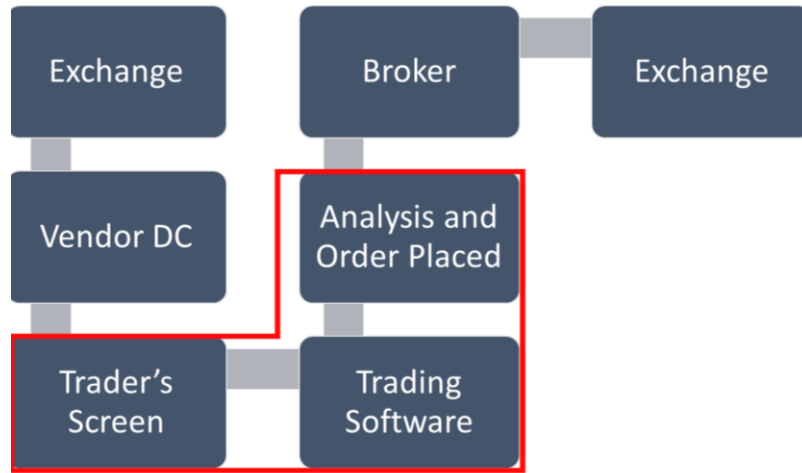 Exchange
Vendor DC
Trader’s
Screen
Trading
Software
Analysis and
Order Placed
Broker
Exchange